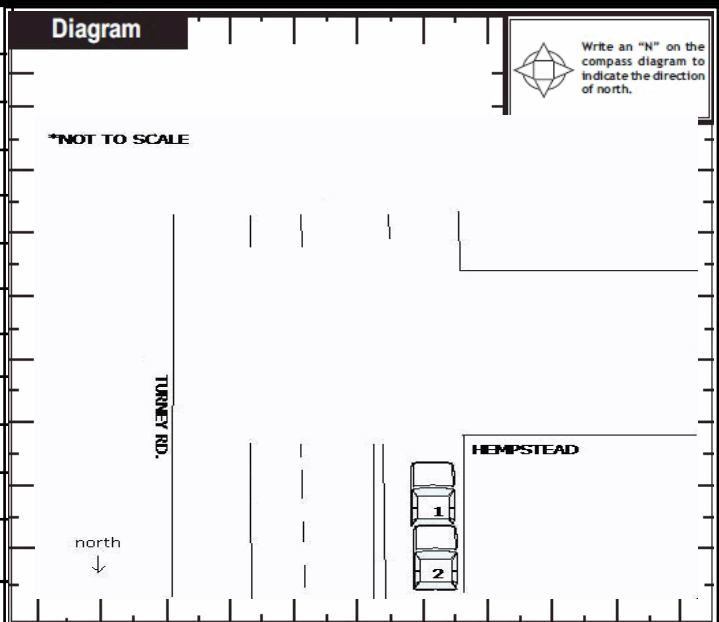 Diagram
Write an “N” on the
compass diagram to
indicate the direction
of north.
*NOT TO SCALE
TURNEY RD.
HEMPSTEAD
1
2
north